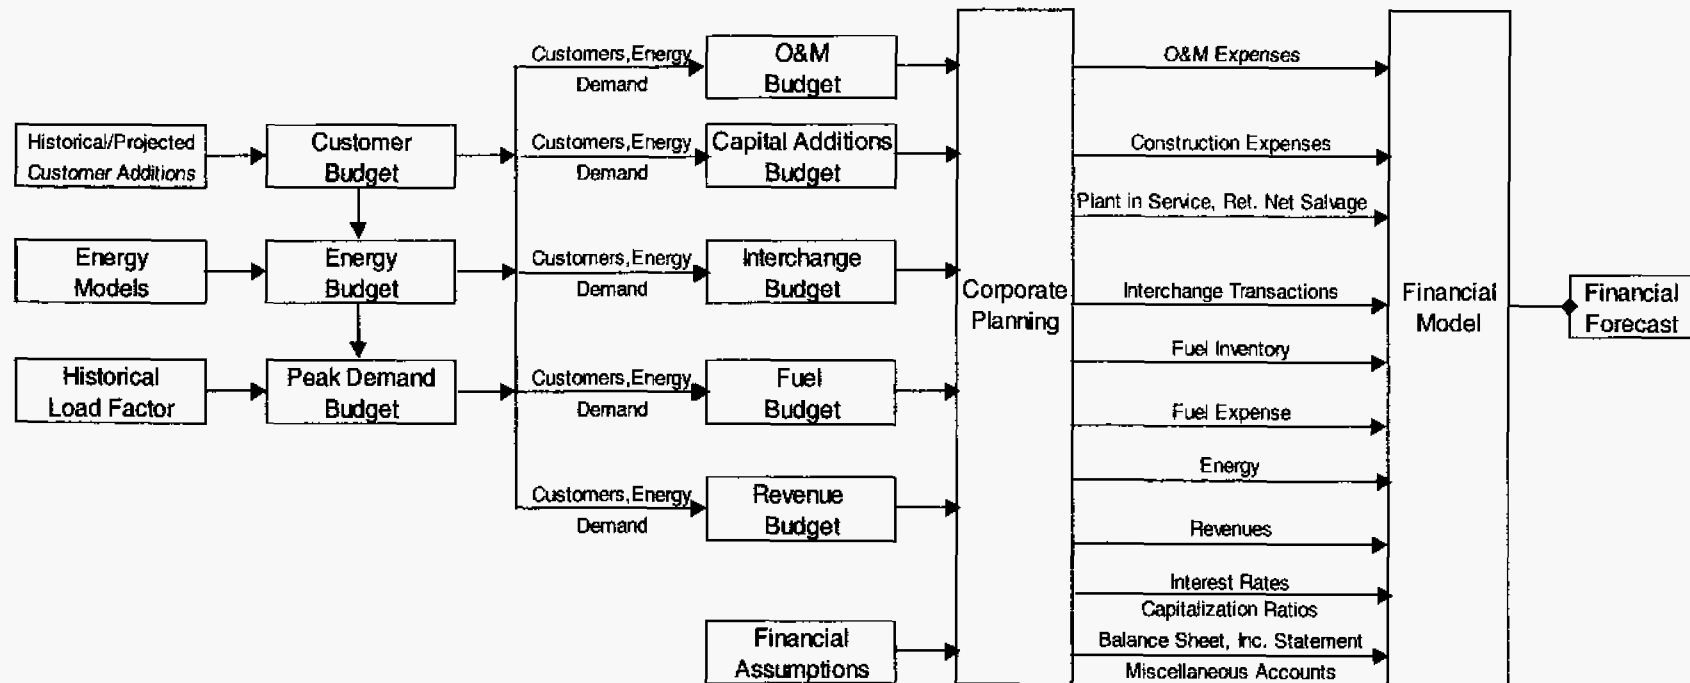 Customers,Energy
Demand
O&M
Budget
O&M Expenses
Historical/Projected
Customer Additions
Customer
Budget
Customers,Energy
Demand
Capital Additions
Budget
Construction Expenses
Plant in Service, Ret. Net Salvage
Energy
Models
Energy
Budget
Customers,Energy
Demand
Interchange
Budget
Corporate
Planning
Interchange Transactions
Financial
Model
Financial
Forecast
Fuel Inventory
Historical
Load Factor
Peak Demand
Budget
Customers,Energy
Demand
Fuel
Budget
Fuel Expense
Energy
Customers,Energy
Demand
Revenue
Budget
Revenues
Interest Rates
Capitalization Ratios
Financial
Assumptions
Balance Sheet, Inc. Statement
Miscellaneous Accounts